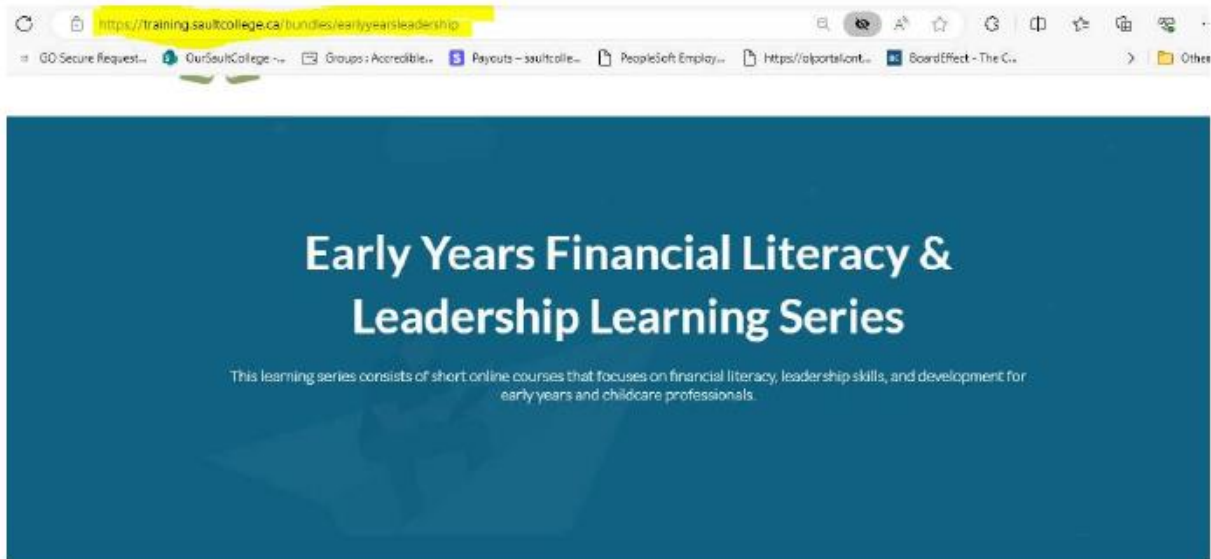 https://training.saultcollege.ca/bundles/earlyyearsleadership
GO Secure Request... OurSaultCollege -... Groups : Accredible... Payouts – saultcolle... PeopleSoft Employ... https://olportal.ont... BoardEffect - The C... Other
Early Years Financial Literacy &
Leadership Learning Series
This learning series consists of short online courses that focuses on financial literacy, leadership skills, and development for
early years and childcare professionals.